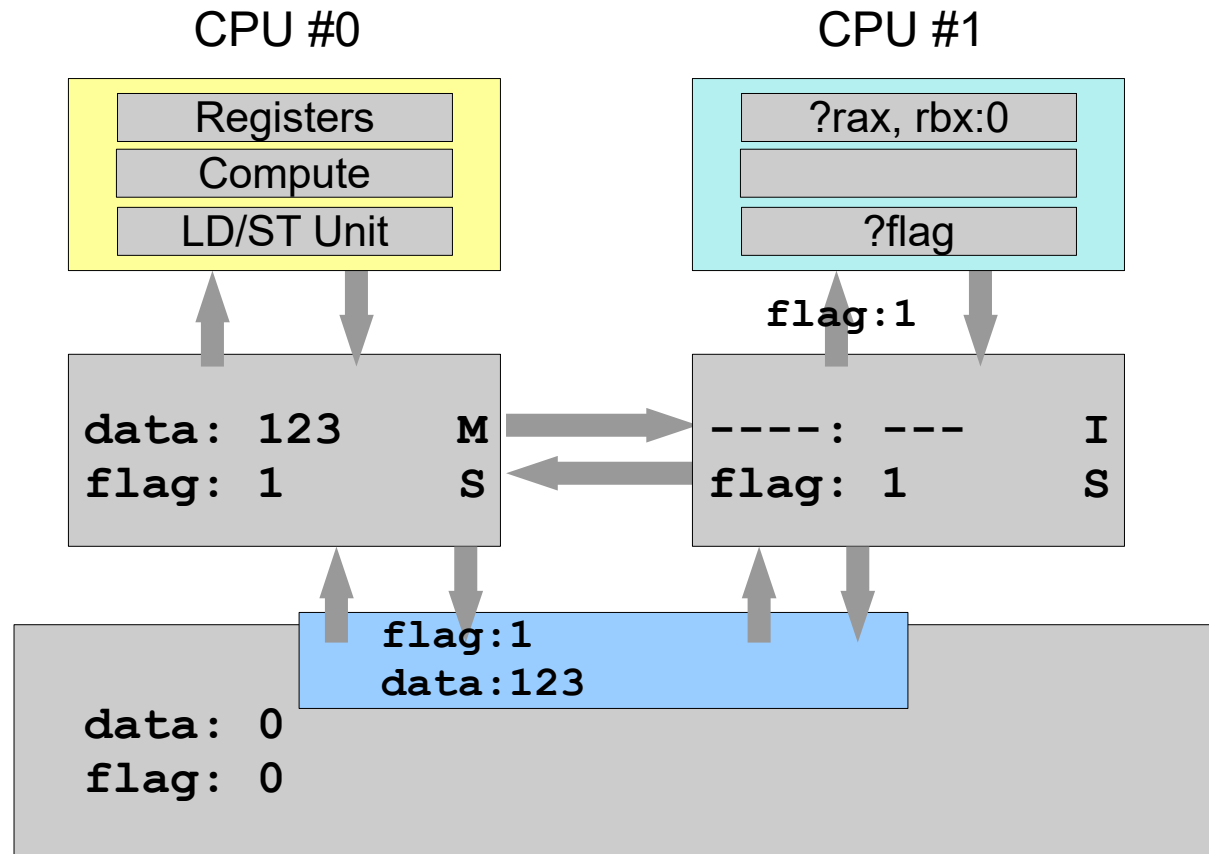 CPU #0
CPU #1
Registers
Compute
LD/ST Unit
?rax, rbx:0
?flag
flag:1
data: 123 M
flag: 1 S
----: --- I
flag: 1 S
flag:1
data:123
data: 0
flag: 0